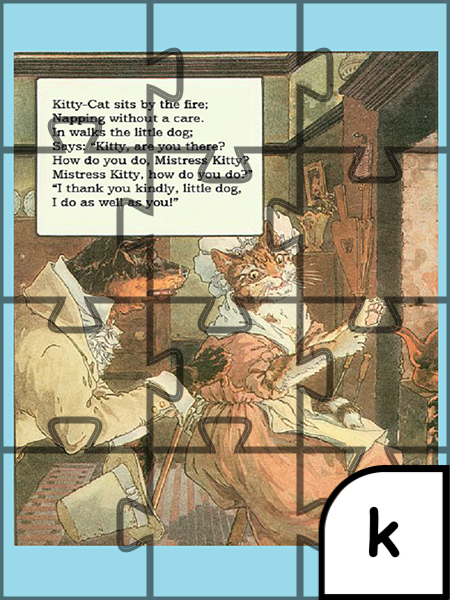 Kitty-Cat sits by the fire;
Napping without a care.
In walks the little dog;
Says: “Kitty, are you there?
How do you do, Mistress Kitty?
Mistress Kitty, how do you do?”
“I thank you kindly, little dog,
I do as well as you!”
k